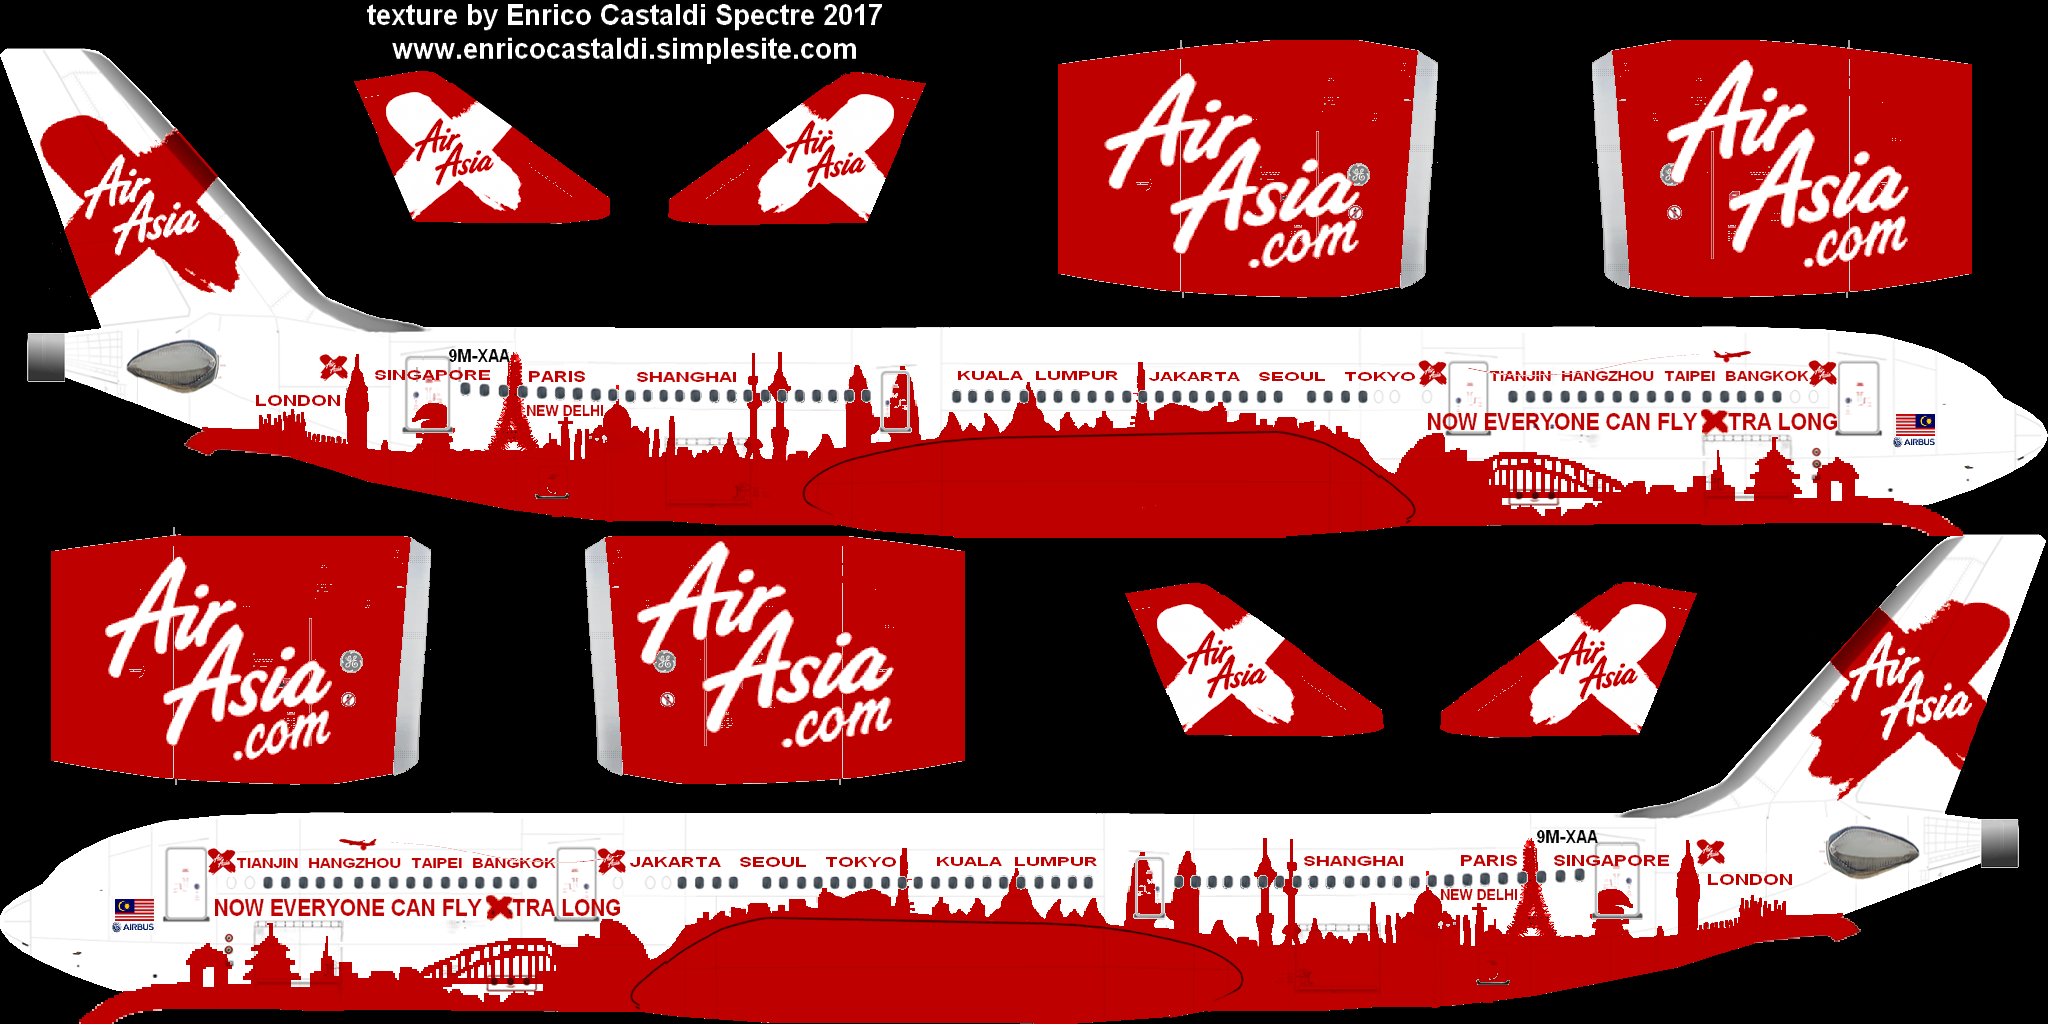 texture by Enrico Castaldi Spectre 2017
www.enricocastaldi.simplesite.com
Air
Asia
Air
Asia
Air
Asia
.com
Air
Asia
.com
Air
Asia
9M-XAA
SINGAPORE
PARIS
SHANGHAI
KUALA LUMPUR
JAKARTA
SEOUL
TOKYO
TIANJIN HANGZHOU TAIPEI BANGKOK
LONDON
NEW DELHI
NOW EVERYONE CAN FLY XTRA LONG
AIRBUS
Air
Asia
.com
Air
Asia
.com
Air
Asia
Air
Asia
Air
Asia
9M-XAA
TIANJIN HANGZHOU TAIPEI BANGKOK
JAKARTA SEOUL TOKYO
KUALA LUMPUR
SHANGHAI
PARIS
SINGAPORE
LONDON
NEW DELHI
NOW EVERYONE CAN FLY XTRA LONG
AIRBUS